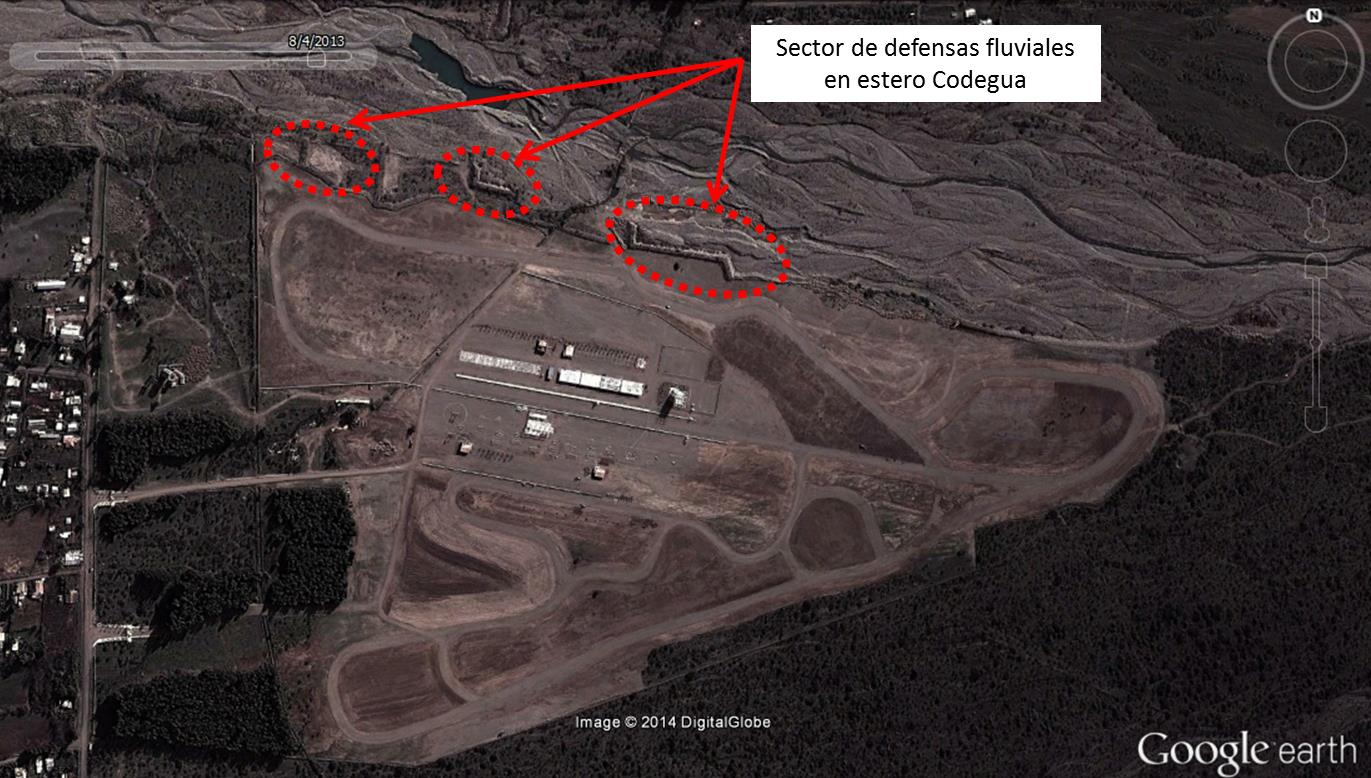 8/4/2013
N
Sector de defensas fluviales
en estero Codegua
Image © 2014 DigitalGlobe
Google earth